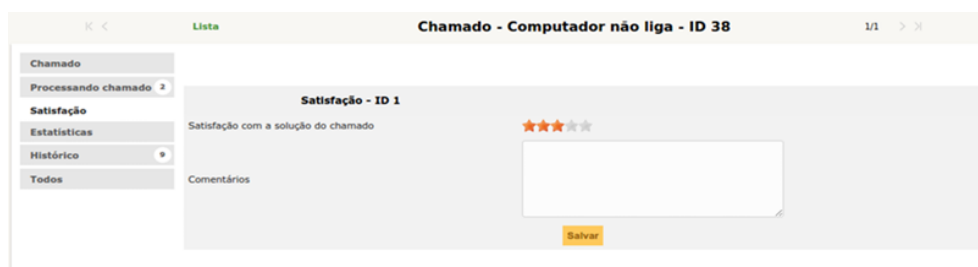 Lista Chamado - Computador não liga - ID 38 1/1
Chamado
Processando chamado 2
Satisfação
Estatísticas
Histórico 9
Todos
Satisfação - ID 1
Satisfação com a solução do chamado
Comentários
Salvar